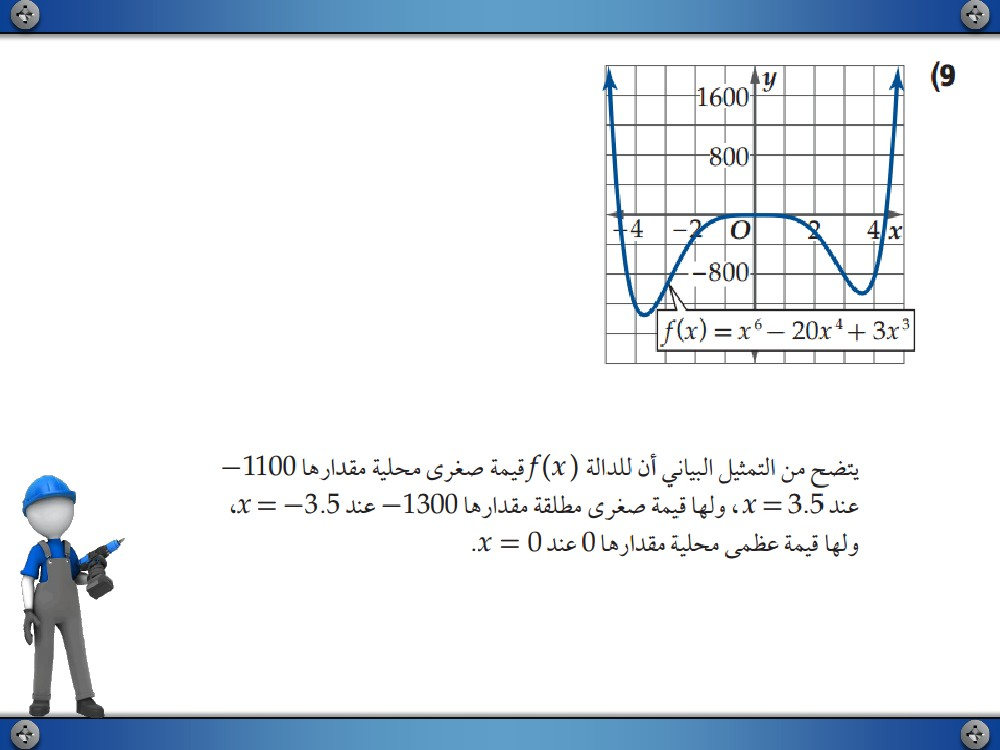 (9
y
1600
800
−4 −2 O 2 4 x
−800
f(x) = x⁶ − 20x⁴ + 3x³
يتضح من التمثيل البياني أن للدالة f(x) قيمة صغرى محلية مقدارها −1100
عند x = 3.5، ولها قيمة صغرى مطلقة مقدارها −1300 عند x = −3.5،
ولها قيمة عظمى محلية مقدارها 0 عند x = 0.